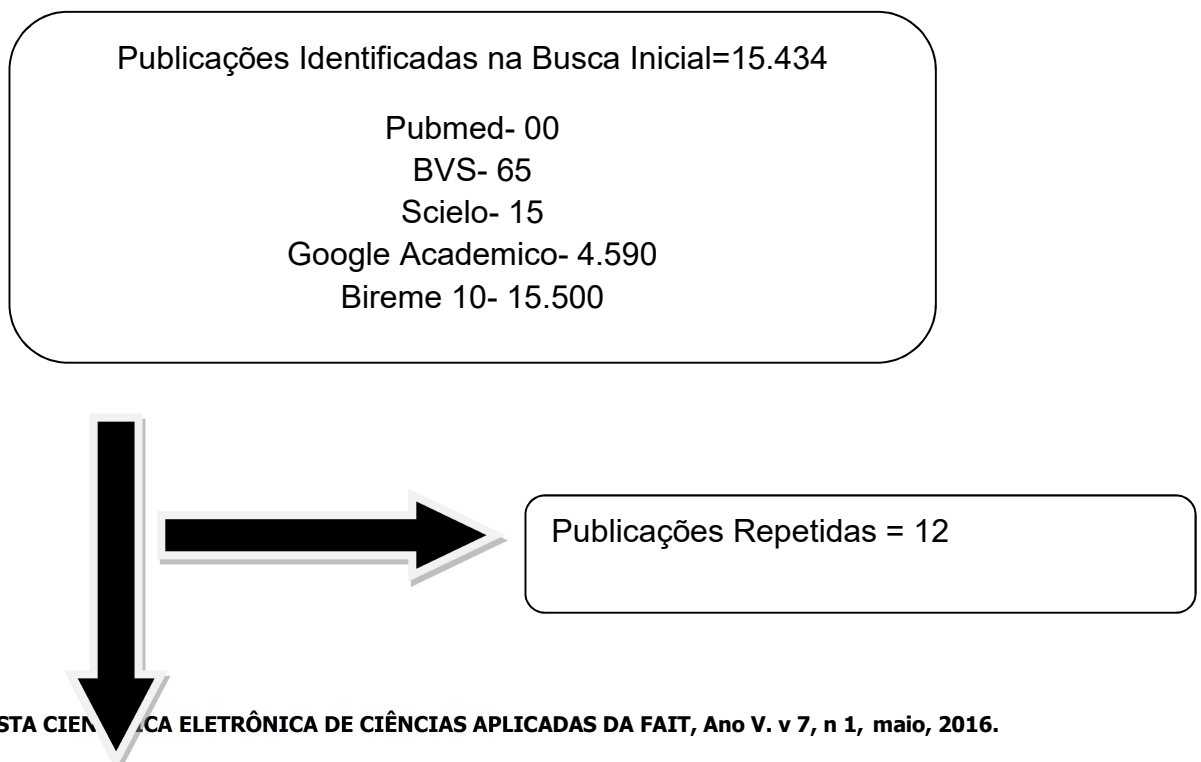 Publicações Identificadas na Busca Inicial=15.434
Pubmed- 00
BVS- 65
Scielo- 15
Google Academico- 4.590
Bireme 10- 15.500
Publicações Repetidas = 12
ELETRÔNICA DE CIÊNCIAS APLICADAS DA FAIT, Ano V. v 7, n 1, maio, 2016.